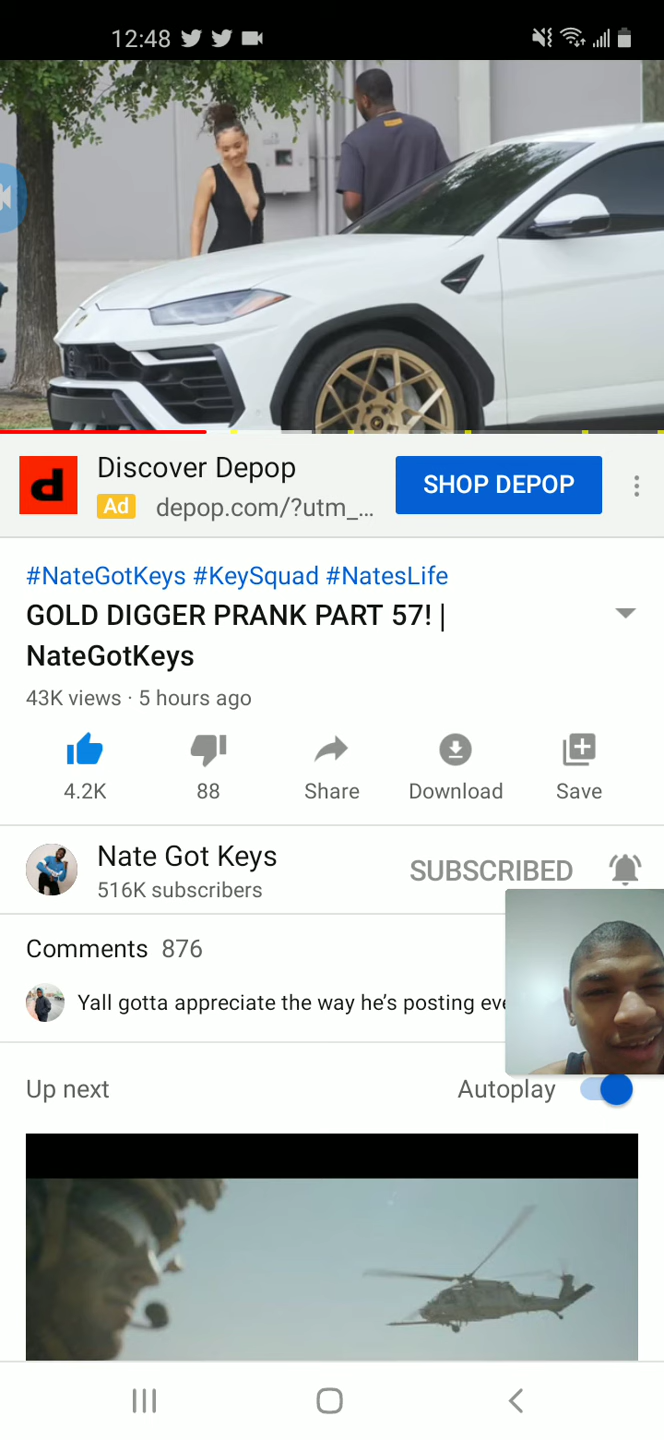 12:48
Discover Depop
SHOP DEPOP
Ad depop.com/?utm_...
#NateGotKeys #KeySquad #NatesLife
GOLD DIGGER PRANK PART 57! |
NateGotKeys
43K views · 5 hours ago
4.2K 88 Share Download Save
Nate Got Keys
516K subscribers
SUBSCRIBED
Comments 876
Yall gotta appreciate the way he's posting
Up next Autoplay